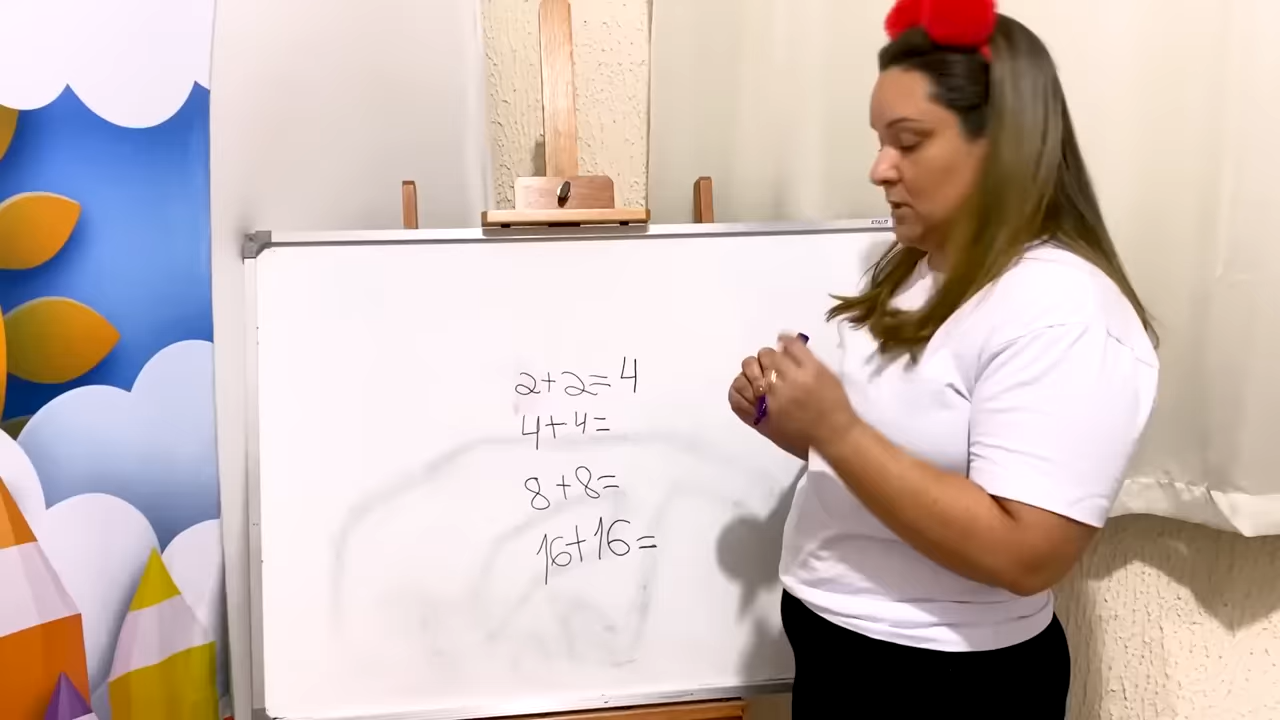 2+2=4
4+4=
8+8=
16+16=